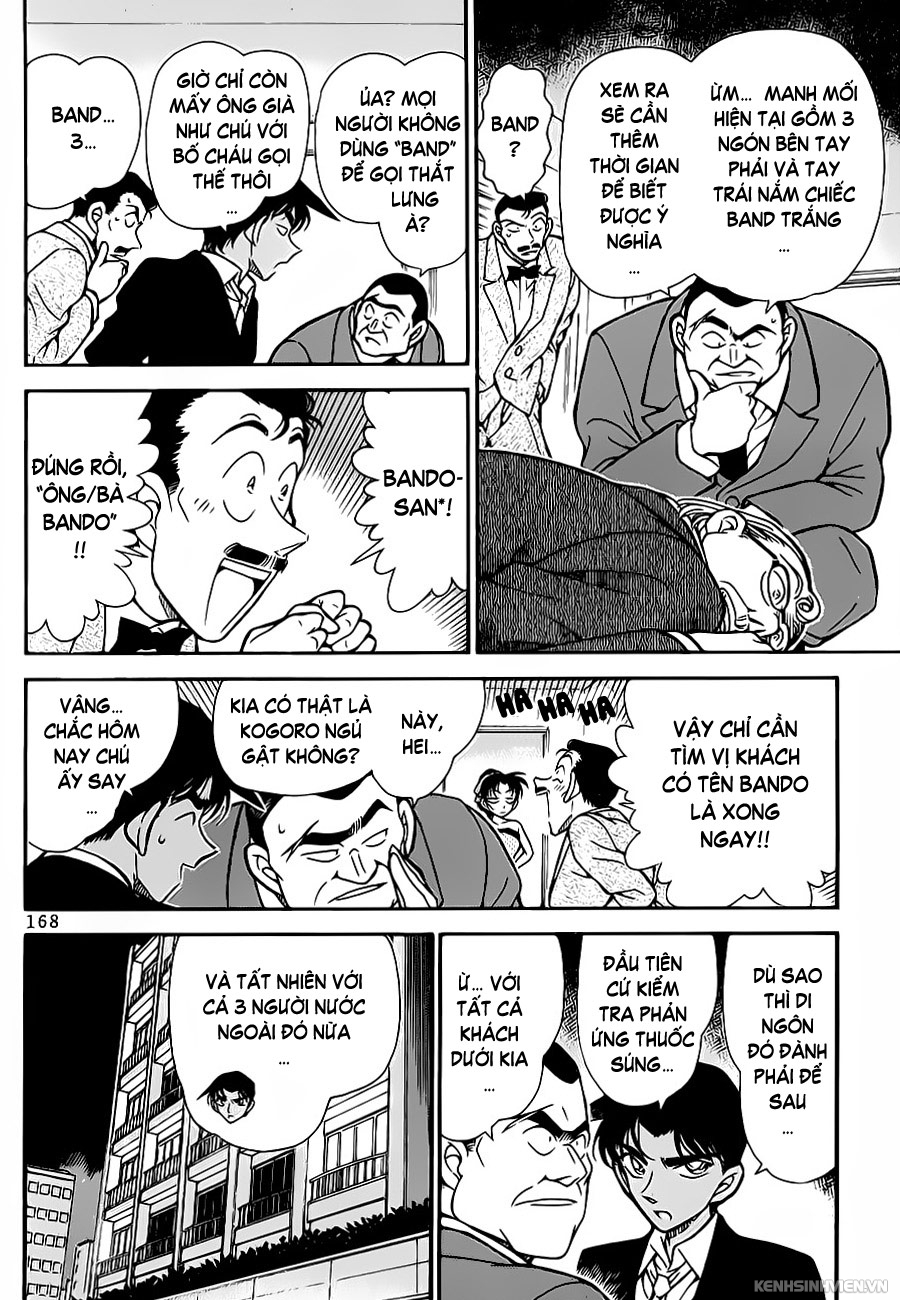 ỪM... MANH MỐI
HIỆN TẠI GỒM 3
NGÓN BÊN TAY
PHẢI VÀ TAY
TRÁI NẮM CHIẾC
BAND TRẮNG
...
XEM RA
SẼ CẦN
THÊM
THỜI GIAN
ĐỂ BIẾT
ĐƯỢC Ý
NGHĨA
...
BAND
?
ỦA? MỌI
NGƯỜI KHÔNG
DÙNG “BAND”
ĐỂ GỌI THẮT
LƯNG
À?
GIỜ CHỈ CÒN
MẤY ÔNG GIÀ
NHƯ CHÚ VỚI
BỐ CHÁU GỌI
THẾ THÔI
...
BAND...
3...
BANDO-
SAN*!
ĐÚNG RỒI,
“ÔNG/BÀ
BANDO”
!!
VẬY CHỈ CẦN
TÌM VỊ KHÁCH
CÓ TÊN BANDO
LÀ XONG
NGAY!!
HA HA HA
NÀY,
HEI...
KIA CÓ THẬT LÀ
KOGORO NGỦ
GẬT KHÔNG?
VÂNG...
CHẮC HÔM
NAY CHÚ
ẤY SAY
...
168
DÙ SAO
THÌ DI
NGÔN
ĐÓ ĐÀNH
PHẢI ĐỂ
SAU
...
ĐẦU TIÊN
CỨ KIỂM
TRA PHẢN
ỨNG THUỐC
SÚNG...
Ừ... VỚI
TẤT CẢ
KHÁCH
DƯỚI KIA
...
VÀ TẤT NHIÊN VỚI
CẢ 3 NGƯỜI NƯỚC
NGOÀI ĐÓ NỮA
...
KENHSINHVIEN.VN